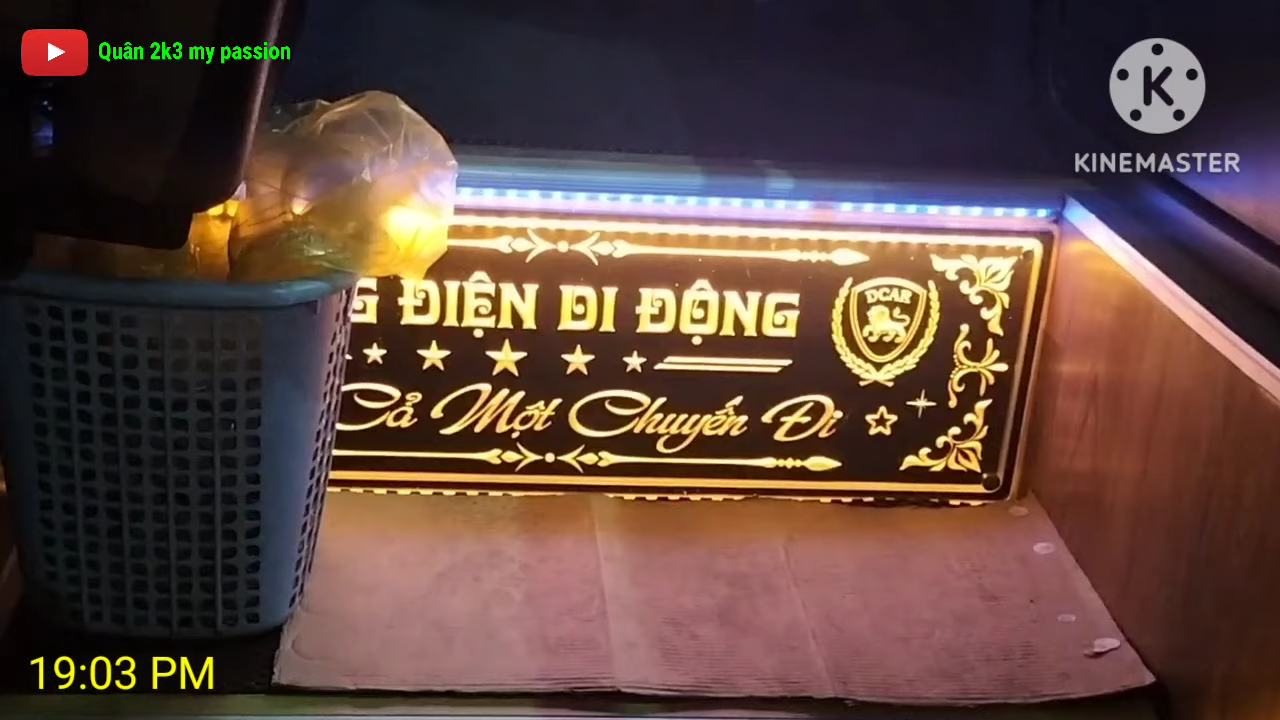 Quân 2k3 my passion
KINEMASTER
G ĐIỆN DI ĐỘNG
DCAR
Cả Một Chuyến Đi
19:03 PM